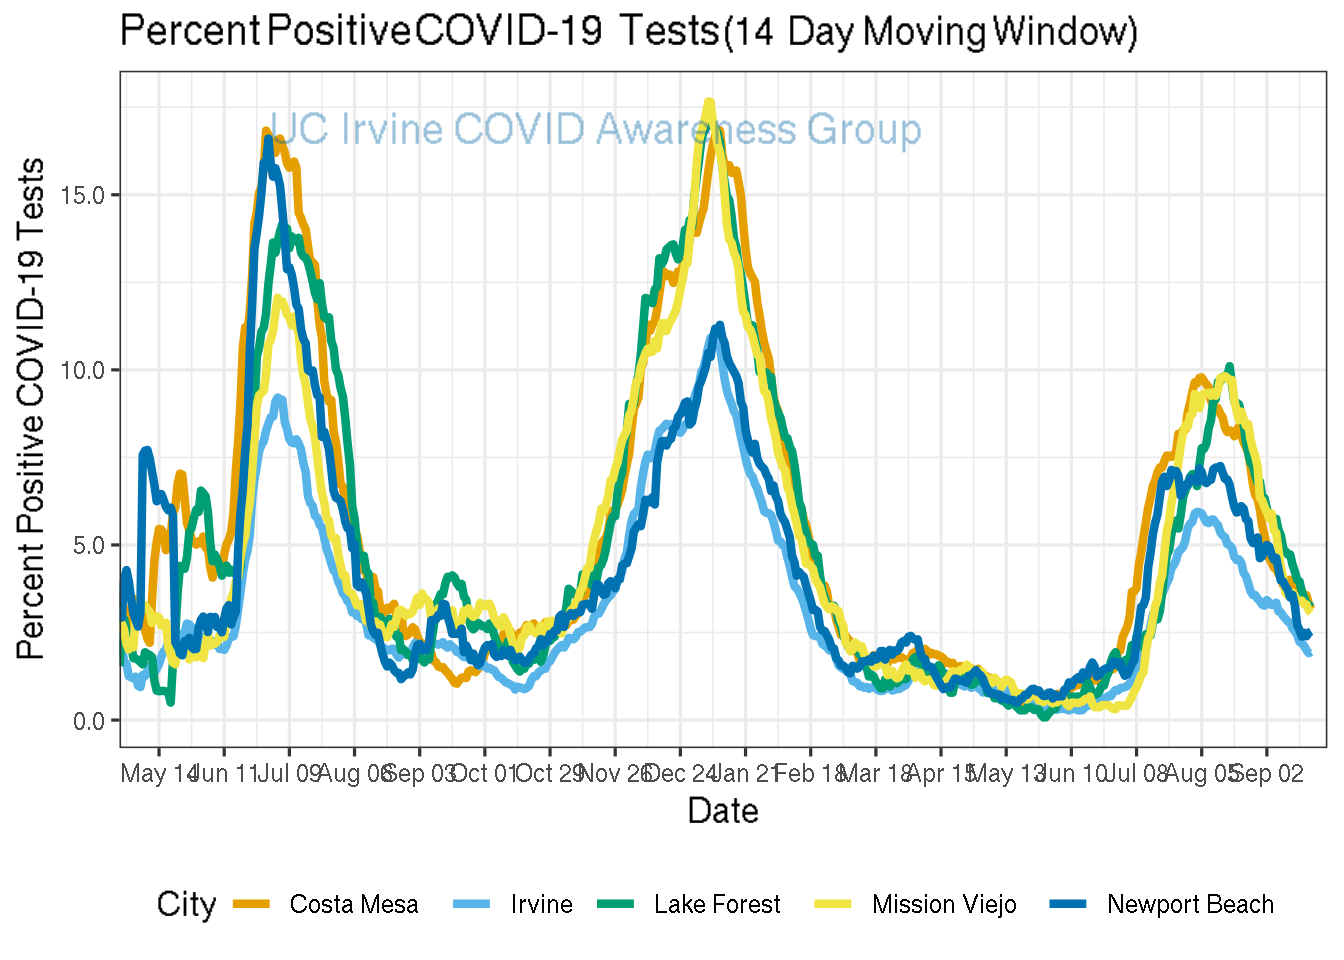 Percent Positive COVID-19 Tests(14 Day Moving Window)
UC Irvine COVID Awareness Group
Percent Positive COVID-19 Tests
15.0
10.0
5.0
0.0
May 14 Jun 11 Jul 09 Aug 06 Sep 03 Oct 01 Oct 29 Nov 26 Dec 24 Jan 21 Feb 18 Mar 18 Apr 15 May 13 Jun 10 Jul 08 Aug 05 Sep 02
Date
City Costa Mesa Irvine Lake Forest Mission Viejo Newport Beach